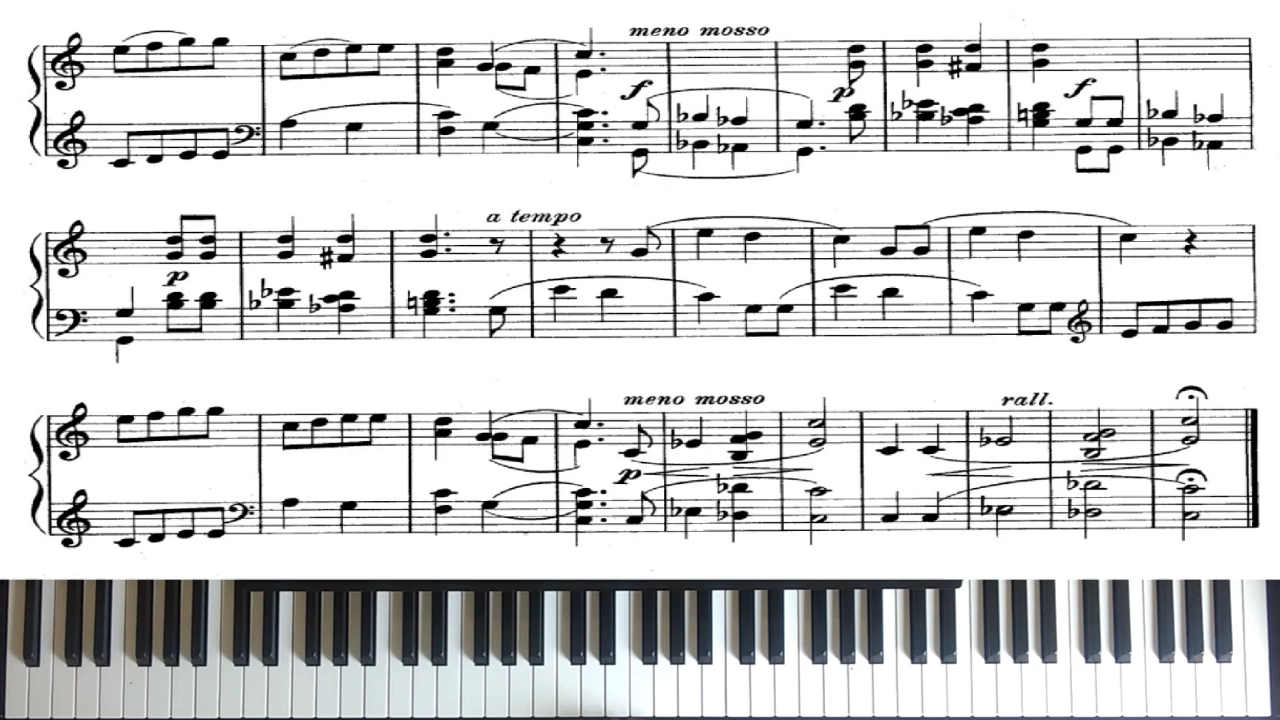 meno mosso
f p f
a tempo
p
meno mosso rall.
p